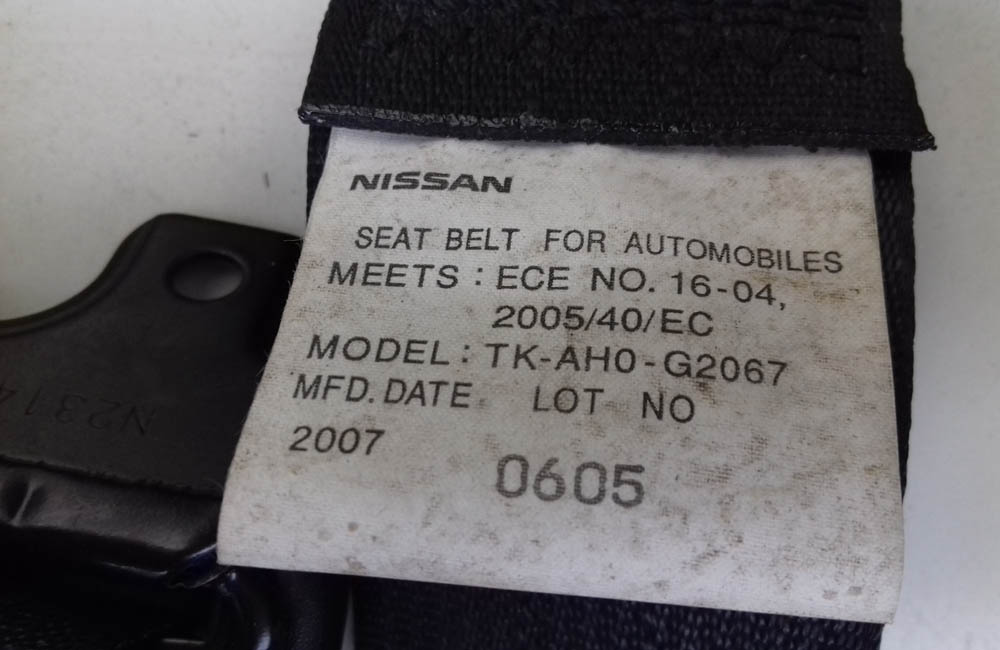 NISSAN
SEAT BELT FOR AUTOMOBILES
MEETS : ECE NO. 16-04,
2005/40/EC
MODEL : TK-AH0-G2067
MFD. DATE LOT NO
2007
0605
N2314